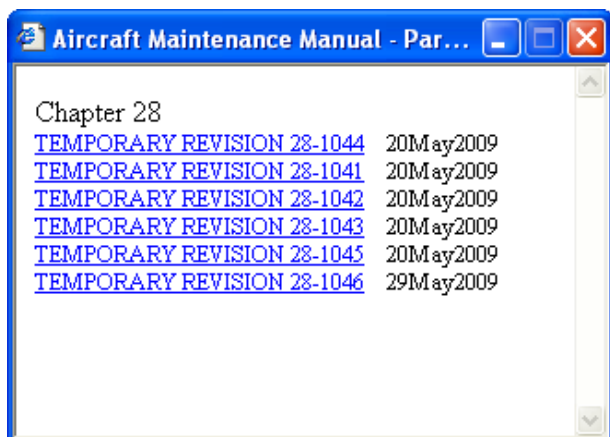 Aircraft Maintenance Manual - Par...
Chapter 28
TEMPORARY REVISION 28-1044 20May2009
TEMPORARY REVISION 28-1041 20May2009
TEMPORARY REVISION 28-1042 20May2009
TEMPORARY REVISION 28-1043 20May2009
TEMPORARY REVISION 28-1045 20May2009
TEMPORARY REVISION 28-1046 29May2009